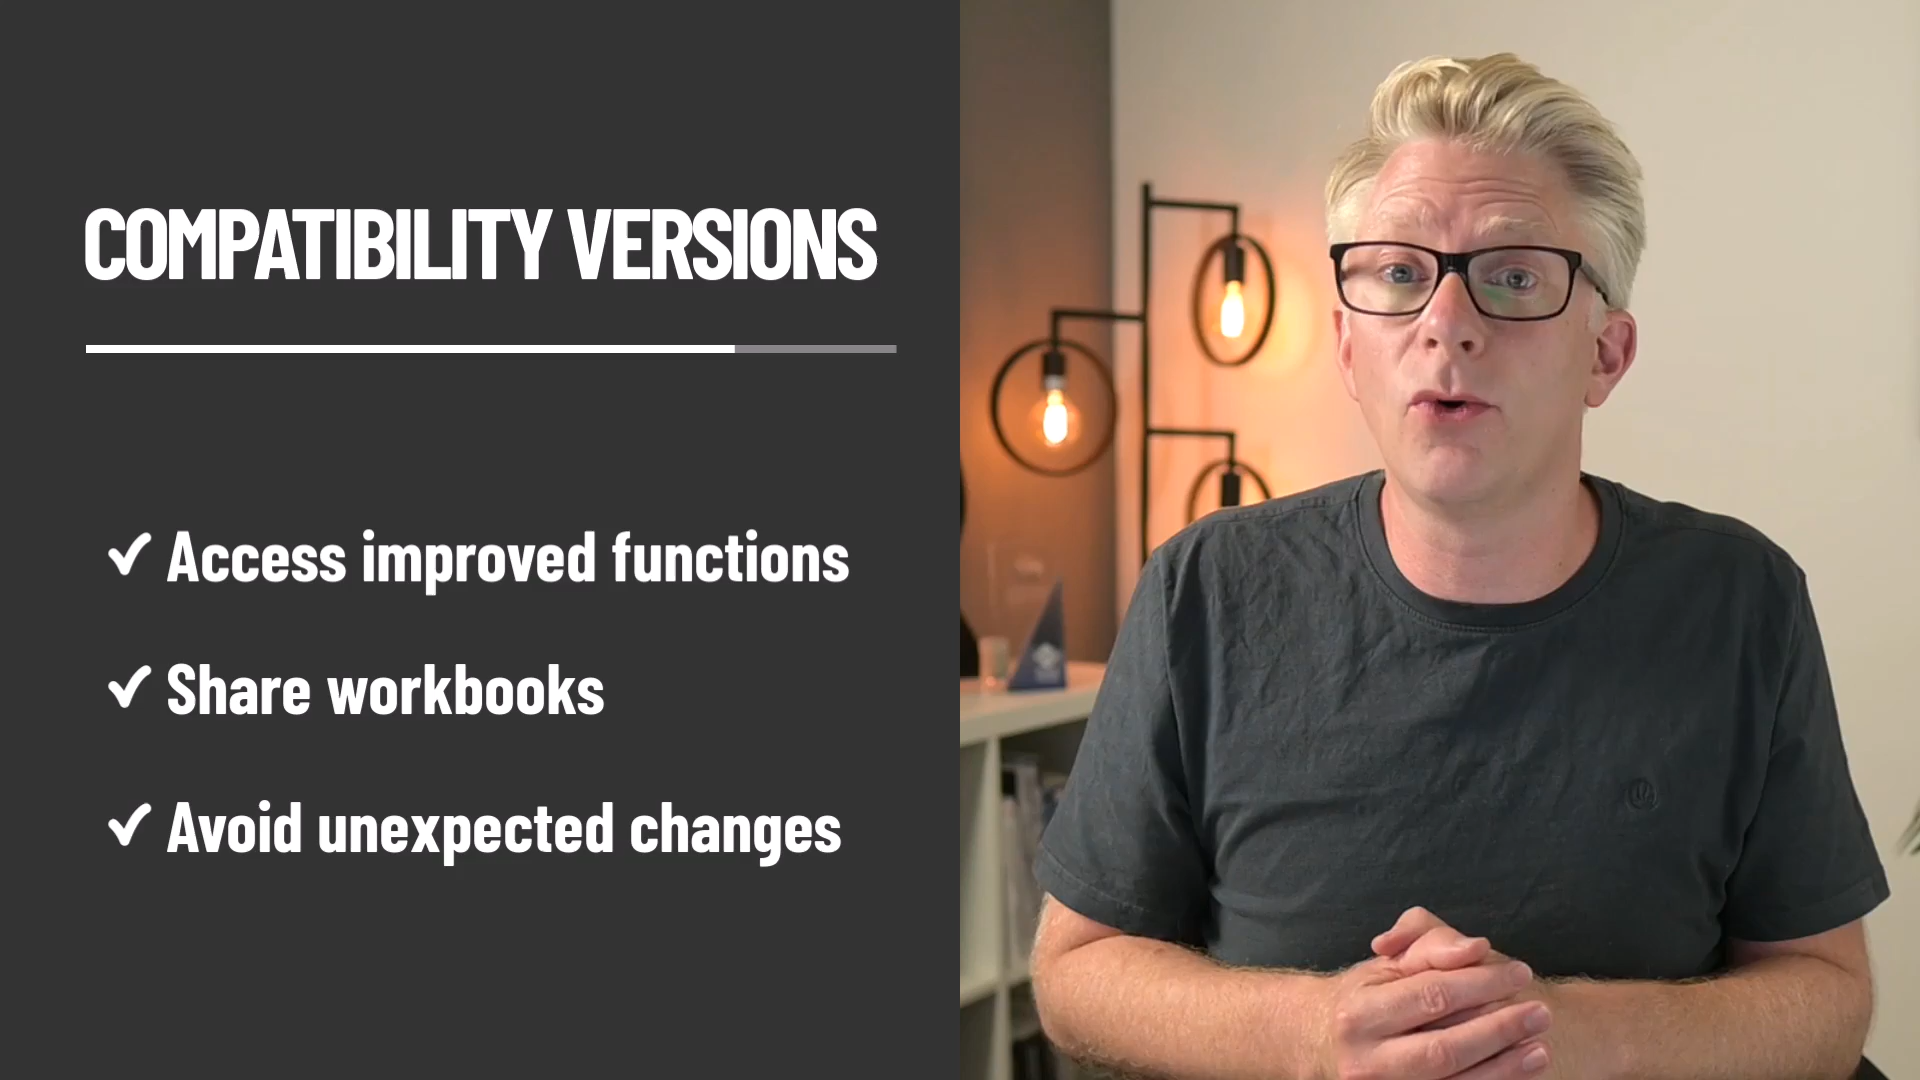 COMPATIBILITY VERSIONS
✓ Access improved functions
✓ Share workbooks
✓ Avoid unexpected changes